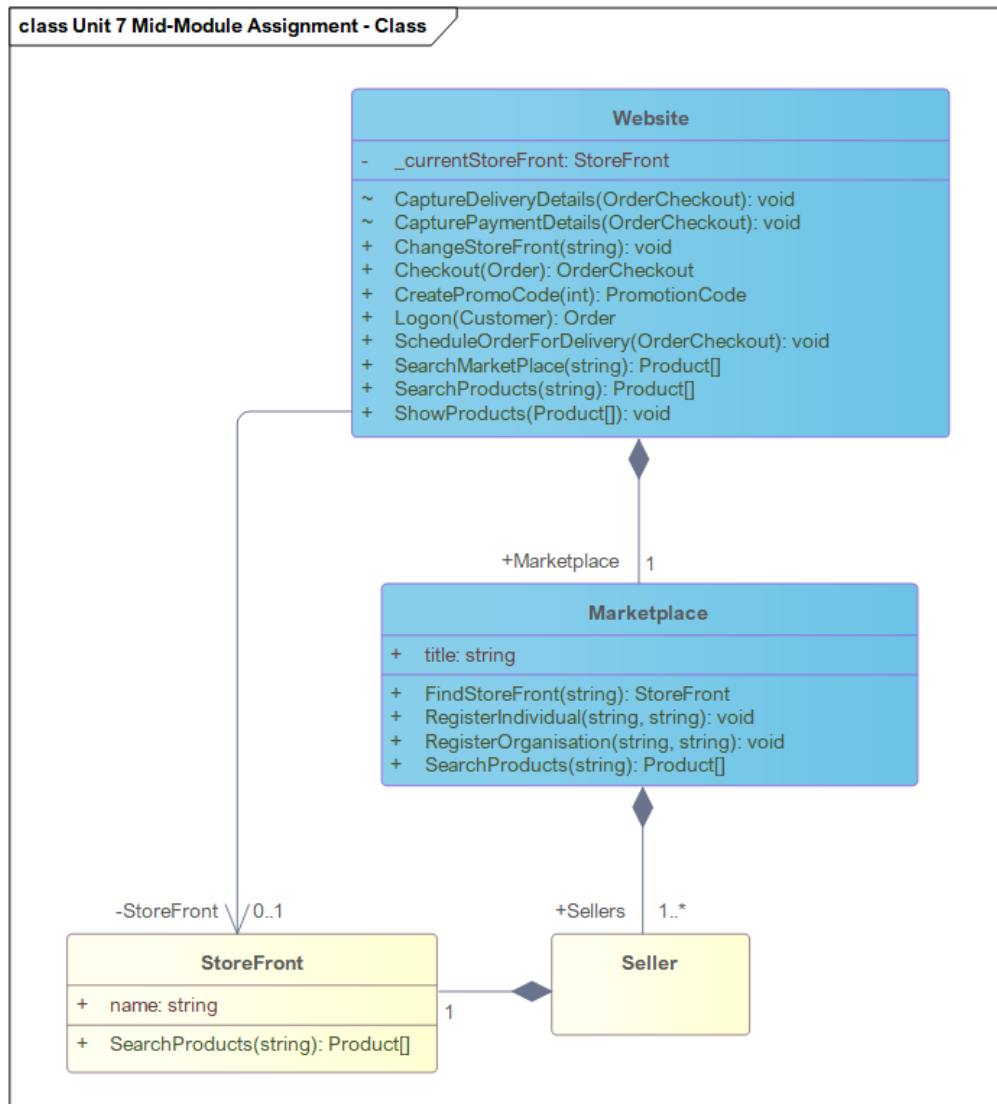 class Unit 7 Mid-Module Assignment - Class
Website
- _currentStoreFront: StoreFront
~ CaptureDeliveryDetails(OrderCheckout): void
~ CapturePaymentDetails(OrderCheckout): void
+ ChangeStoreFront(string): void
+ Checkout(Order): OrderCheckout
+ CreatePromoCode(int): PromotionCode
+ Logon(Customer): Order
+ ScheduleOrderForDelivery(OrderCheckout): void
+ SearchMarketPlace(string): Product[]
+ SearchProducts(string): Product[]
+ ShowProducts(Product[]): void
+Marketplace 1
Marketplace
+ title: string
+ FindStoreFront(string): StoreFront
+ RegisterIndividual(string, string): void
+ RegisterOrganisation(string, string): void
+ SearchProducts(string): Product[]
-StoreFront 0..1
+Sellers 1..*
StoreFront
+ name: string
+ SearchProducts(string): Product[]
1
Seller